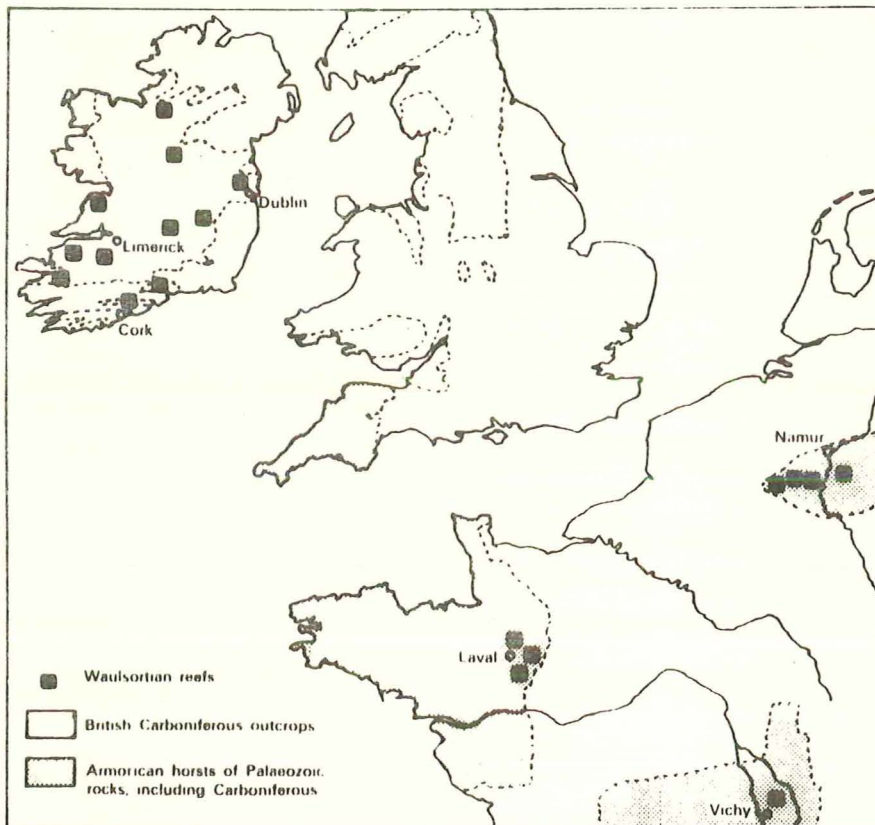 Dublin
Limerick
Cork
Namur
Laval
Waulsortian reefs
British Carboniferous outcrops
Armorican horsts of Palaeozoic
rocks, including Carboniferous
Vichy